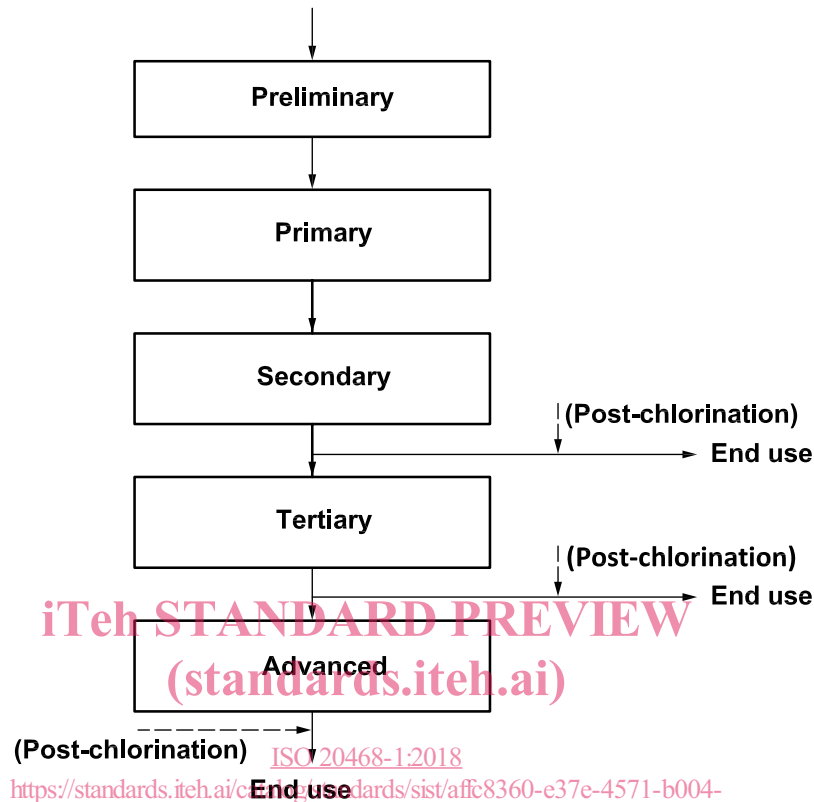 Preliminary
Primary
Secondary
(Post-chlorination)
End use
Tertiary
(Post-chlorination)
End use
iTeh STANDARD PREVIEW
Advanced
(standards.iteh.ai)
(Post-chlorination)
ISO 20468-1:2018
End use
https://standards.iteh.ai/catalog/standards/sist/affc8360-e37e-4571-b004-